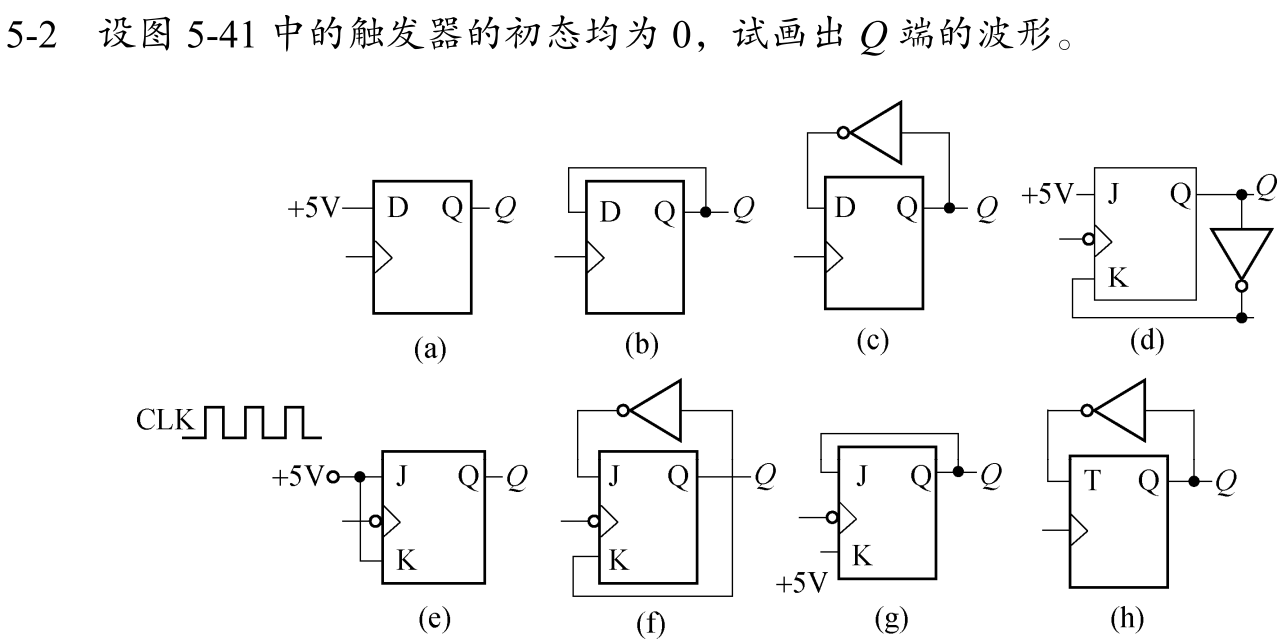 5-2 设图 5-41 中的触发器的初态均为 0，试画出 Q 端的波形。
+5V D Q Q
D Q Q
D Q Q
+5V J Q Q
K
(a)
(b)
(c)
(d)
CLK
+5V J Q Q
K
J Q Q
K
J Q Q
K
+5V
T Q Q
(e)
(f)
(g)
(h)